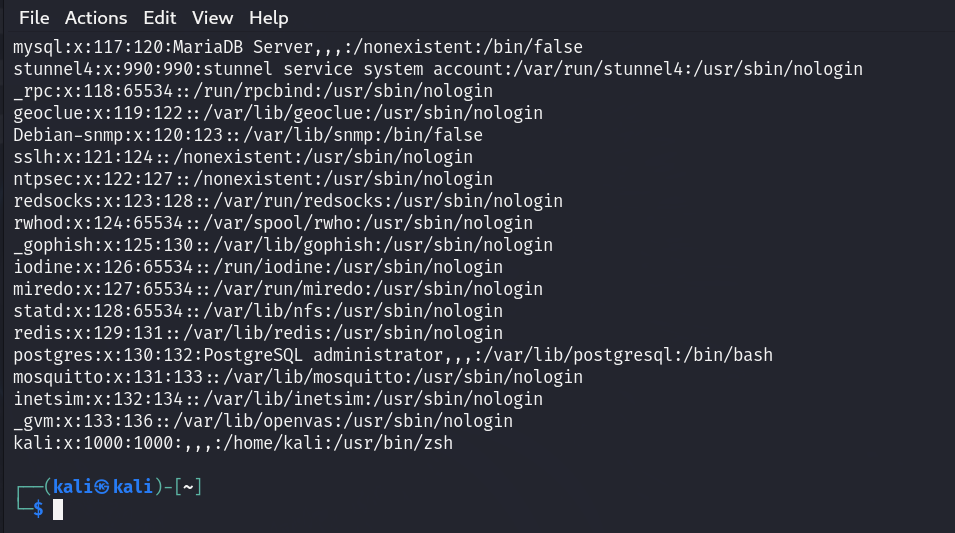 File Actions Edit View Help
mysql:x:117:120:MariaDB Server,,,:/nonexistent:/bin/false
stunnel4:x:990:990:stunnel service system account:/var/run/stunnel4:/usr/sbin/nologin
_rpc:x:118:65534::/run/rpcbind:/usr/sbin/nologin
geoclue:x:119:122::/var/lib/geoclue:/usr/sbin/nologin
Debian-snmp:x:120:123::/var/lib/snmp:/bin/false
sslh:x:121:124::/nonexistent:/usr/sbin/nologin
ntpsec:x:122:127::/nonexistent:/usr/sbin/nologin
redsocks:x:123:128::/var/run/redsocks:/usr/sbin/nologin
rwhod:x:124:65534::/var/spool/rwho:/usr/sbin/nologin
_gophish:x:125:130::/var/lib/gophish:/usr/sbin/nologin
iodine:x:126:65534::/run/iodine:/usr/sbin/nologin
miredo:x:127:65534::/var/run/miredo:/usr/sbin/nologin
statd:x:128:65534::/var/lib/nfs:/usr/sbin/nologin
redis:x:129:131::/var/lib/redis:/usr/sbin/nologin
postgres:x:130:132:PostgreSQL administrator,,,:/var/lib/postgresql:/bin/bash
mosquitto:x:131:133::/var/lib/mosquitto:/usr/sbin/nologin
inetsim:x:132:134::/var/lib/inetsim:/usr/sbin/nologin
_gvm:x:133:136::/var/lib/openvas:/usr/sbin/nologin
kali:x:1000:1000:,,,:/home/kali:/usr/bin/zsh
┌──(kali㉿kali)-[~]
└─$